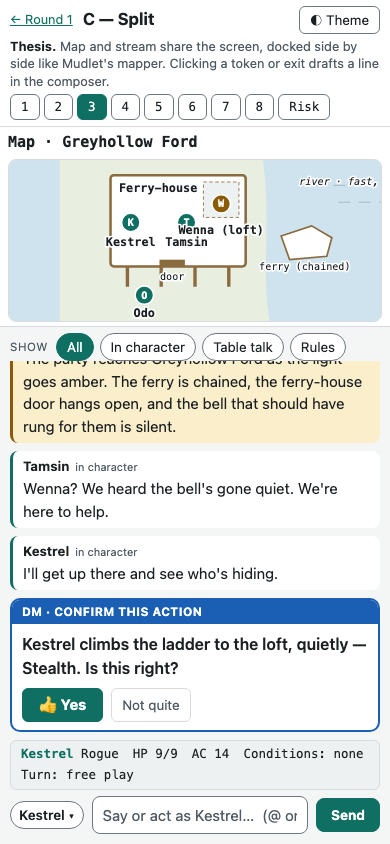 ← Round 1 C — Split
◐ Theme
Thesis. Map and stream share the screen, docked side by
side like Mudlet's mapper. Clicking a token or exit drafts a line
in the composer.
1 2 3 4 5 6 7 8 Risk
Map · Greyhollow Ford
Ferry-house
river · fast,
W
K
T
Wenna (loft)
Kestrel Tamsin
ferry (chained)
door
O
Odo
SHOW All In character Table talk Rules
The party reaches Greyhollow Ford as the light
goes amber. The ferry is chained, the ferry-house
door hangs open, and the bell that should have
rung for them is silent.
Tamsin in character
Wenna? We heard the bell's gone quiet. We're
here to help.
Kestrel in character
I'll get up there and see who's hiding.
DM · CONFIRM THIS ACTION
Kestrel climbs the ladder to the loft, quietly —
Stealth. Is this right?
👍 Yes Not quite
Kestrel Rogue HP 9/9 AC 14 Conditions: none
Turn: free play
Kestrel ▾ Say or act as Kestrel… (@ or Send